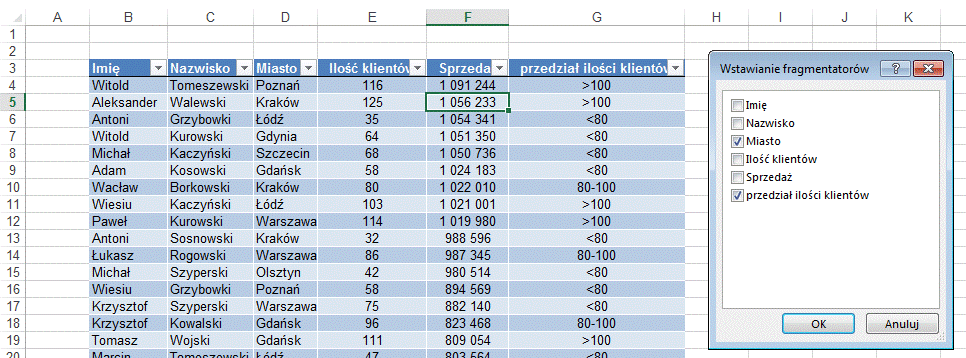 A B C D E F G H I J K
1
2
3 Imię Nazwisko Miasto Ilość klientów Sprzeda przedział ilości klientów
4 Witold Tomeszewski Poznań 116 1 091 244 >100
5 Aleksander Walewski Kraków 125 1 056 233 >100
6 Antoni Grzybowki Łódź 35 1 054 341 <80
7 Witold Kurowski Gdynia 64 1 051 350 <80
8 Michał Kaczyński Szczecin 68 1 050 736 <80
9 Adam Kosowski Gdańsk 58 1 024 183 <80
10 Wacław Borkowski Kraków 80 1 022 010 80-100
11 Wiesiu Kaczyński Łódź 103 1 021 001 >100
12 Paweł Kurowski Warszawa 114 1 019 980 >100
13 Antoni Sosnowski Kraków 32 988 596 <80
14 Łukasz Rogowski Warszawa 86 987 345 80-100
15 Michał Szyperski Olsztyn 42 980 514 <80
16 Wiesiu Grzybowki Poznań 58 894 569 <80
17 Krzysztof Szyperski Warszawa 75 882 140 <80
18 Krzysztof Kowalski Gdańsk 96 823 468 80-100
19 Tomasz Wojski Gdańsk 111 809 054 >100
20 Marcin Tomeszewski Łódź 47 803 564 <80
Wstawianie fragmentatorów ?
Imię
Nazwisko
Miasto
Ilość klientów
Sprzedaż
przedział ilości klientów
OK Anuluj